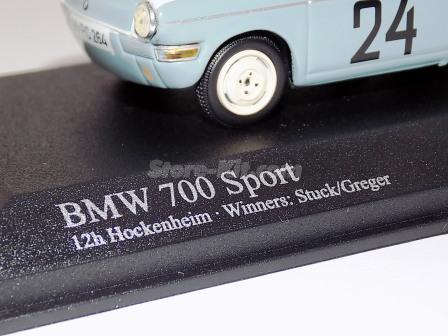 24
BMW 700 Sport
12h Hockenheim · Winners: Stuck/Greger